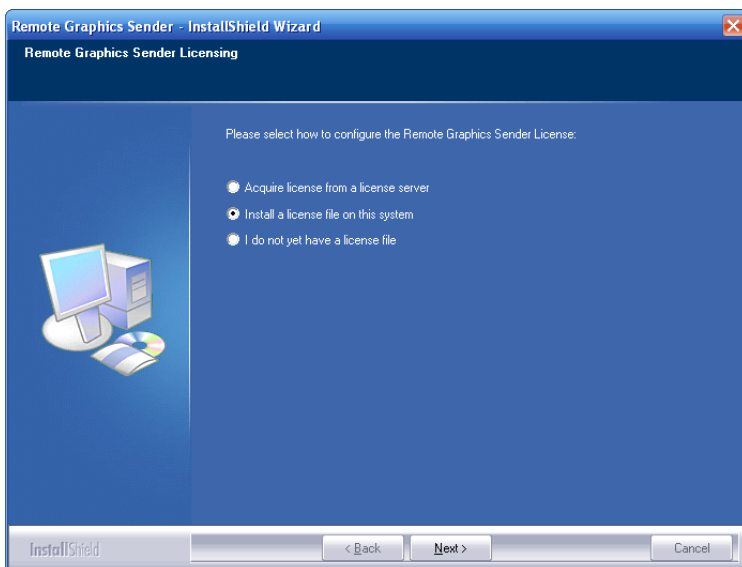 Remote Graphics Sender - InstallShield Wizard
Remote Graphics Sender Licensing
Please select how to configure the Remote Graphics Sender License:
Acquire license from a license server
Install a license file on this system
I do not yet have a license file
InstallShield
< Back
Next >
Cancel